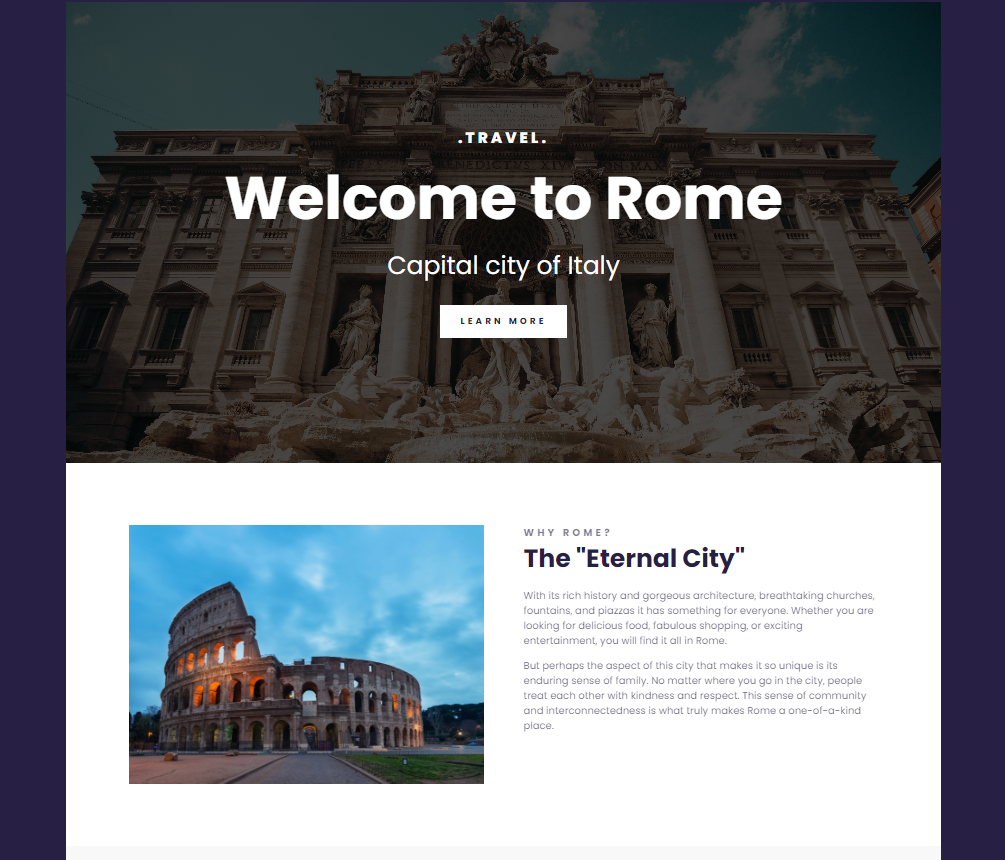 .TRAVEL.
Welcome to Rome
Capital city of Italy
LEARN MORE
WHY ROME?
The "Eternal City"
With its rich history and gorgeous architecture, breathtaking churches,
fountains, and piazzas it has something for everyone. Whether you are
looking for delicious food, fabulous shopping, or exciting
entertainment, you will find it all in Rome.
But perhaps the aspect of this city that makes it so unique is its
enduring sense of family. No matter where you go in the city, people
treat each other with kindness and respect. This sense of community
and interconnectedness is what truly makes Rome a one-of-a-kind
place.